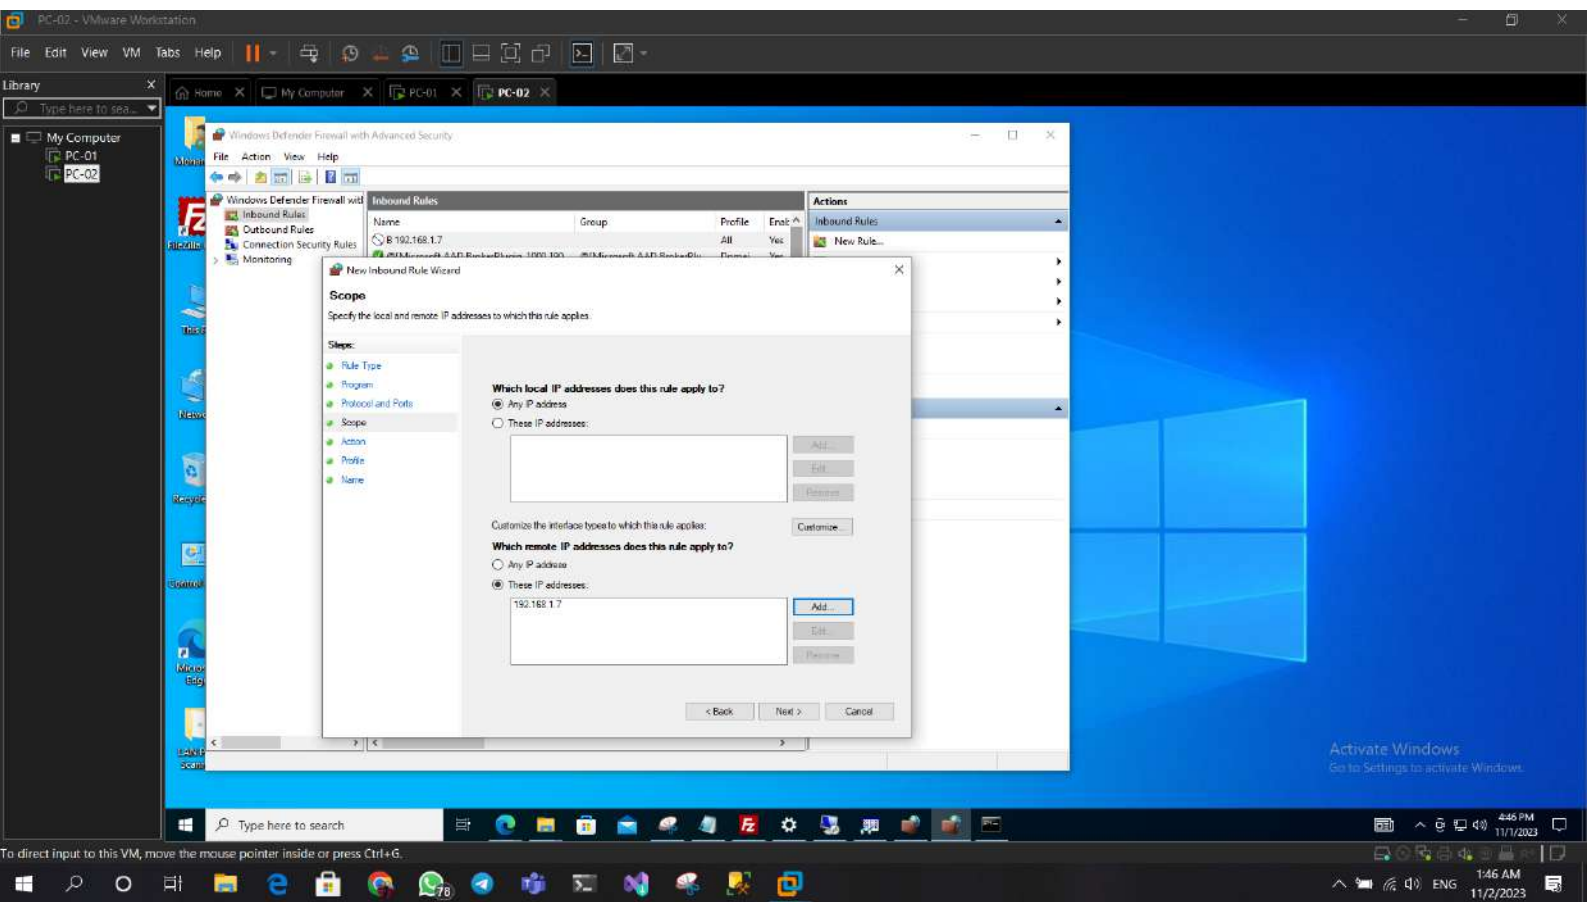 PC-02 - VMware Workstation
File Edit View VM Tabs Help
Library
Type here to sea...
Home
My Computer
PC-01
PC-02
My Computer
PC-01
PC-02
Windows Defender Firewall with Advanced Security
File Action View Help
Windows Defender Firewall witl
Inbound Rules
Outbound Rules
Connection Security Rules
Monitoring
Inbound Rules
Name Group Profile Enab
B 192.168.1.7 All Yes
Actions
Inbound Rules
New Rule...
New Inbound Rule Wizard
Scope
Specify the local and remote IP addresses to which this rule applies.
Steps:
Rule Type
Program
Protocol and Ports
Scope
Action
Profile
Name
Which local IP addresses does this rule apply to?
Any IP address
These IP addresses:
Add...
Edit...
Remove
Customize the interface types to which this rule applies:
Customize...
Which remote IP addresses does this rule apply to?
Any IP address
These IP addresses:
192.168.1.7
Add...
Edit...
Remove
< Back
Next >
Cancel
Activate Windows
Go to Settings to activate Windows.
Type here to search
4:46 PM
11/1/2023
To direct input to this VM, move the mouse pointer inside or press Ctrl+G.
78
ENG
1:46 AM
11/2/2023